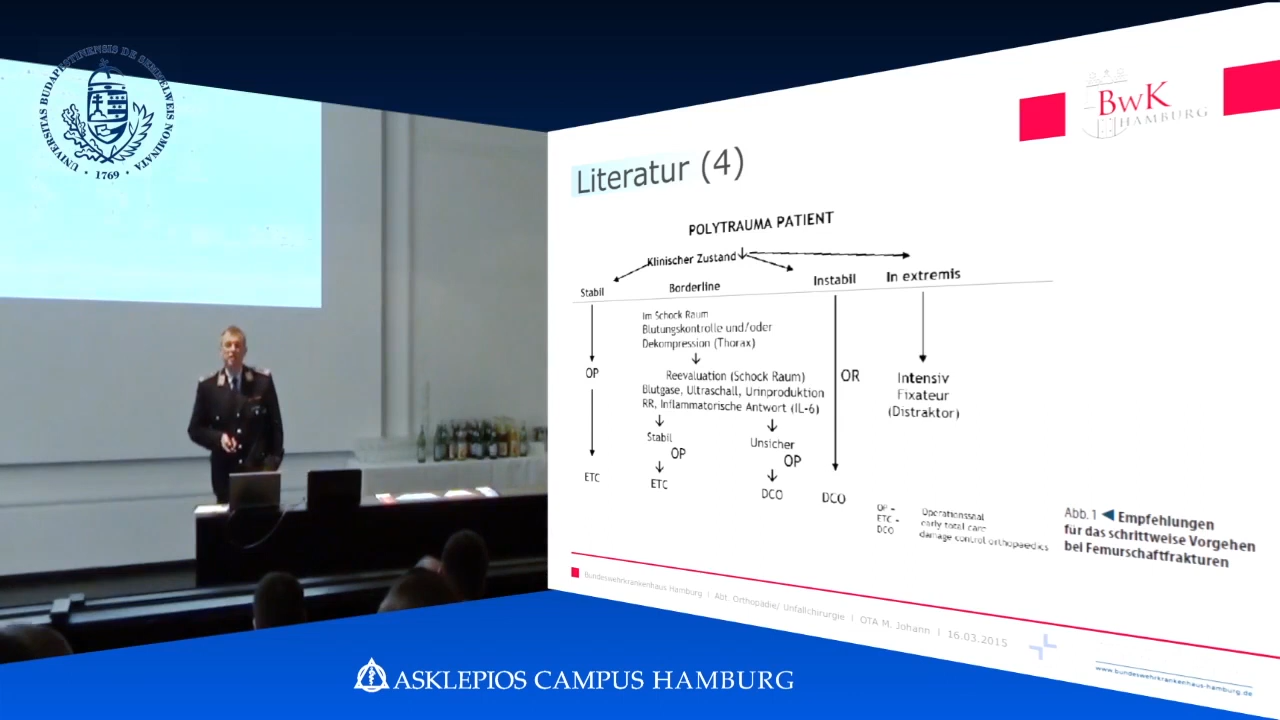 UNIVERSITAS BUDAPESTINENSIS DE SEMMELWEIS NOMINATA
• 1769 •
BwK
HAMBURG
Literatur (4)
POLYTRAUMA PATIENT
Klinischer Zustand
Stabil
Borderline
Instabil
In extremis
Im Schock Raum
Blutungskontrolle und/oder
Dekompression (Thorax)
OP
Reevaluation (Schock Raum)
Blutgase, Ultraschall, Urinproduktion
RR, Inflammatorische Antwort (IL-6)
OR
Intensiv
Fixateur
(Distraktor)
Stabil
OP
Unsicher
OP
ETC
ETC
DCO
DCO
OP = Operationssaal
ETC = early total care
DCO damage control orthopaedics
Abb. 1 ◄ Empfehlungen
für das schrittweise Vorgehen
bei Femurschaftfrakturen
Bundeswehrkrankenhaus Hamburg | Abt. Orthopädie/ Unfallchirurgie | OTA M. Johann | 16.03.2015
www.bundeswehrkrankenhaus-hamburg.de
ASKLEPIOS CAMPUS HAMBURG